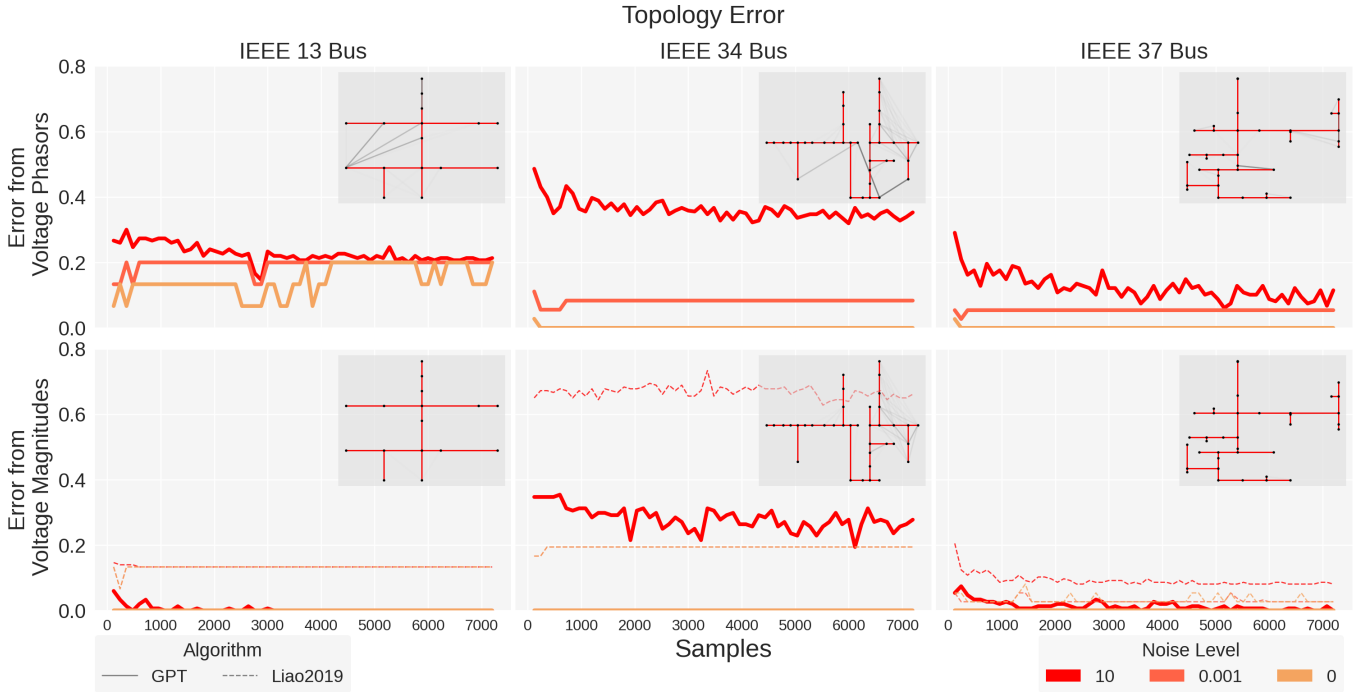 Topology Error
IEEE 13 Bus
IEEE 34 Bus
IEEE 37 Bus
Error from
Voltage Phasors
0.8
0.6
0.4
0.2
0.0
Error from
Voltage Magnitudes
0.8
0.6
0.4
0.2
0.0
0 1000 2000 3000 4000 5000 6000 7000
0 1000 2000 3000 4000 5000 6000 7000
0 1000 2000 3000 4000 5000 6000 7000
Samples
Algorithm
GPT Liao2019
Noise Level
10 0.001 0